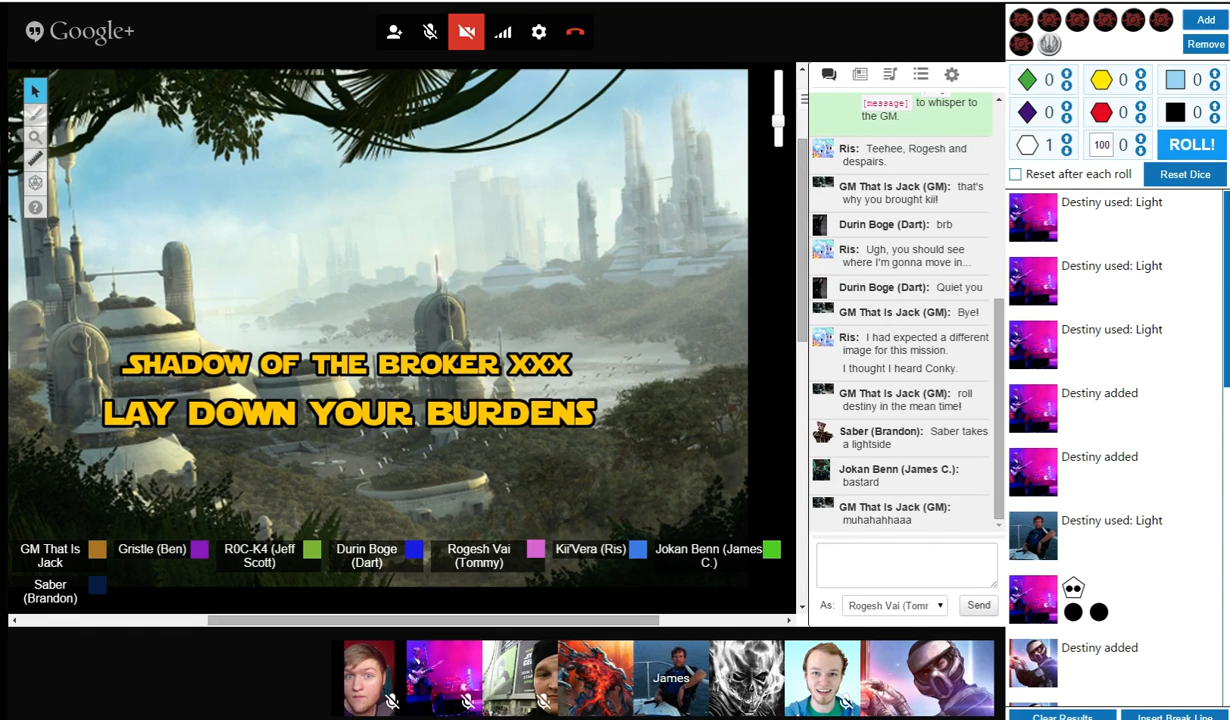 Google+
SHADOW OF THE BROKER XXX
LAY DOWN YOUR BURDENS
GM That Is Jack
Gristle (Ben)
R0C-K4 (Jeff Scott)
Durin Boge (Dart)
Rogesh Vai (Tommy)
Kii'Vera (Ris)
Jokan Benn (James C.)
Saber (Brandon)
James
[message] to whisper to
the GM.
Ris: Teehee, Rogesh and
despairs.
GM That Is Jack (GM): that's
why you brought kii!
Durin Boge (Dart): brb
Ris: Ugh, you should see
where I'm gonna move in...
Durin Boge (Dart): Quiet you
GM That Is Jack (GM): Bye!
Ris: I had expected a different
image for this mission.
I thought I heard Conky.
GM That Is Jack (GM): roll
destiny in the mean time!
Saber (Brandon): Saber takes
a lightside
Jokan Benn (James C.):
bastard
GM That Is Jack (GM):
muhahahhaaa
As: Rogesh Vai (Tomr Send
Add
Remove
0 0 0
0 0 0
1 100 0 ROLL!
Reset after each roll Reset Dice
Destiny used: Light
Destiny used: Light
Destiny used: Light
Destiny added
Destiny added
Destiny used: Light
Destiny added
Clear Results Insert Break Line